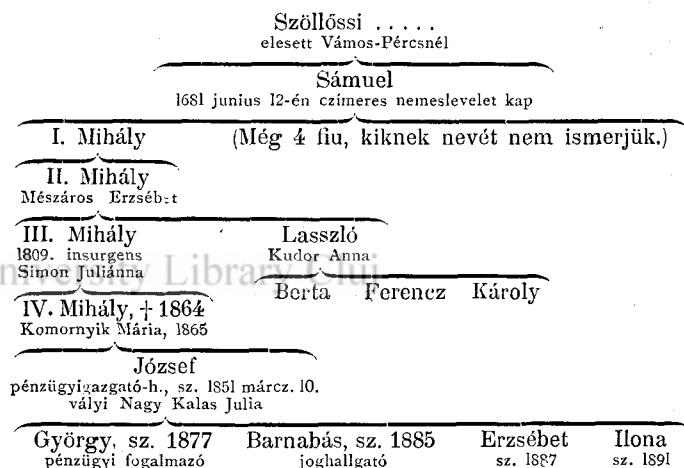 Szöllőssi . . . . .
elesett Vámos-Pércsnél
Sámuel
1681 junius 12-én czímeres nemeslevelet kap
I. Mihály (Még 4 fiu, kiknek nevét nem ismerjük.)
II. Mihály
Mészáros Erzsébet
III. Mihály Lasszló
1809. insurgens Kudor Anna
Simon Juliánna
University Library Cluj
Berta Ferencz Károly
IV. Mihály, † 1864
Komornyik Mária, 1865
József
pénzügyigazgató-h., sz. 1851 márcz. 10.
vályi Nagy Kalas Julia
György, sz. 1877 Barnabás, sz. 1885 Erzsébet Ilona
pénzügyi fogalmazó joghallgató sz. 1887 sz. 1891